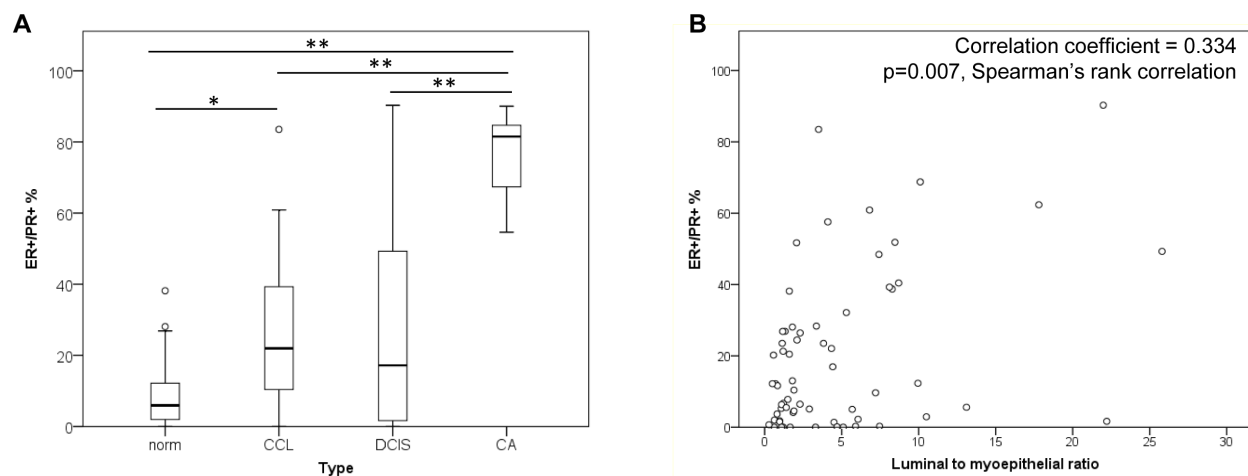 A
**
**
**
*
100
80
60
40
20
0
ER+/PR+ %
norm CCL DCIS CA
Type
B
Correlation coefficient = 0.334
p=0.007, Spearman's rank correlation
100
80
60
40
20
0
ER+/PR+ %
0 5 10 15 20 25 30
Luminal to myoepithelial ratio